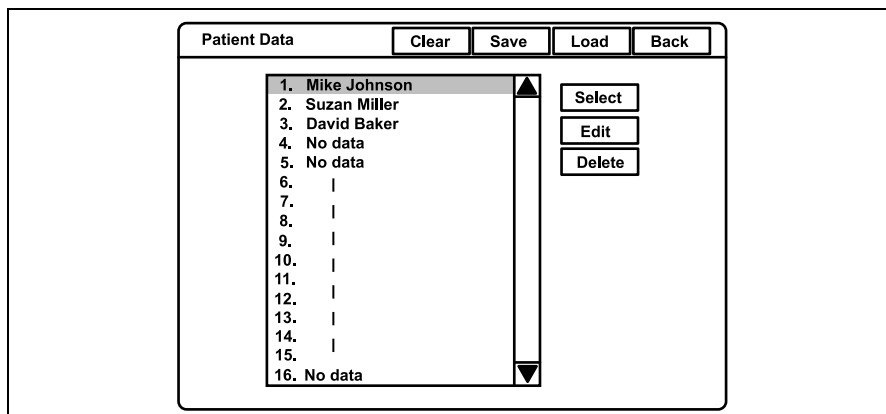 Patient Data Clear Save Load Back
1. Mike Johnson
2. Suzan Miller
3. David Baker
4. No data
5. No data
6.
7.
8.
9.
10.
11.
12.
13.
14.
15.
16. No data
Select
Edit
Delete